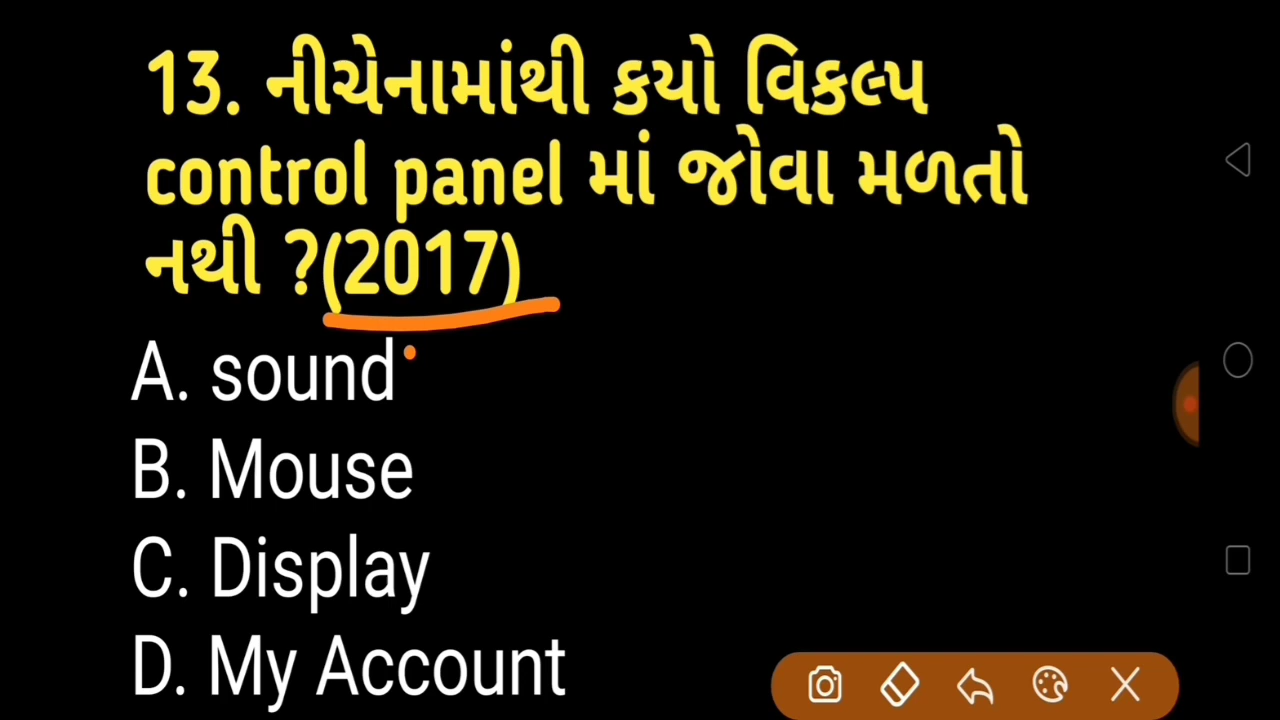 13. નીચેનામાંથી કયો વિકલ્પ
control panel માં જોવા મળતો
નથી ?(2017)
A. sound
B. Mouse
C. Display
D. My Account